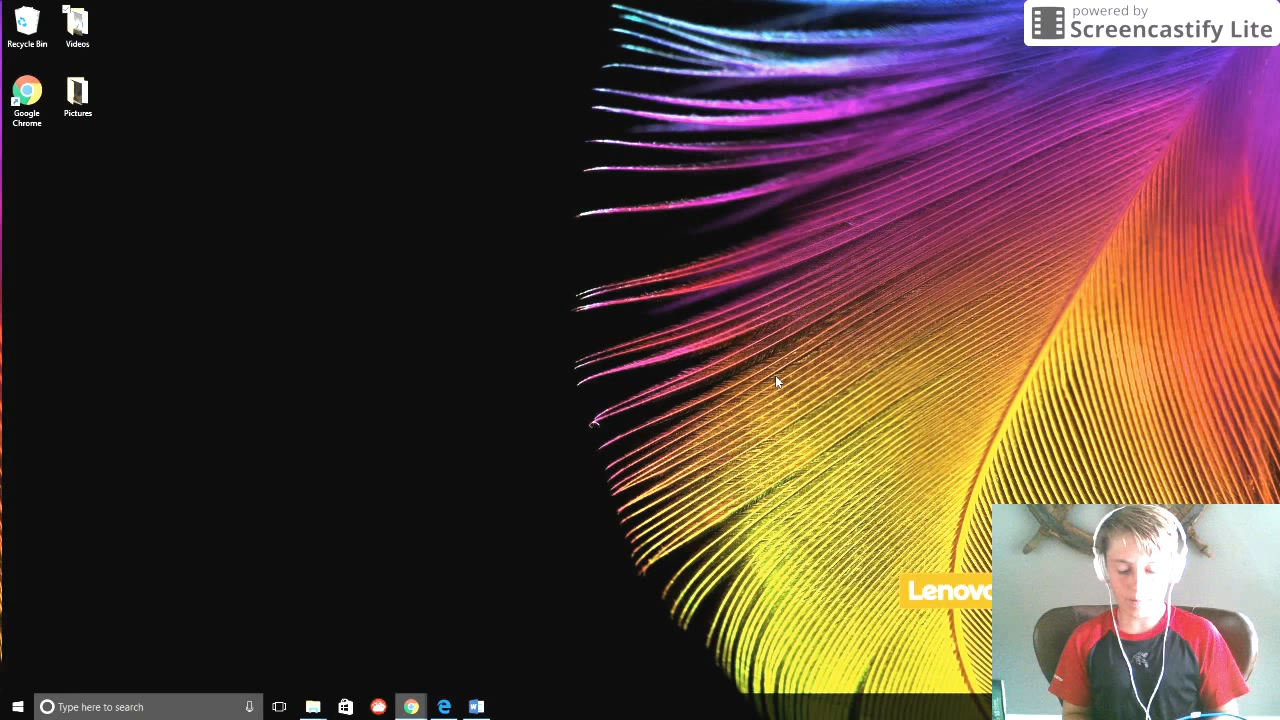 Recycle Bin
Videos
Google
Chrome
Pictures
powered by
Screencastify Lite
Lenovo
Type here to search